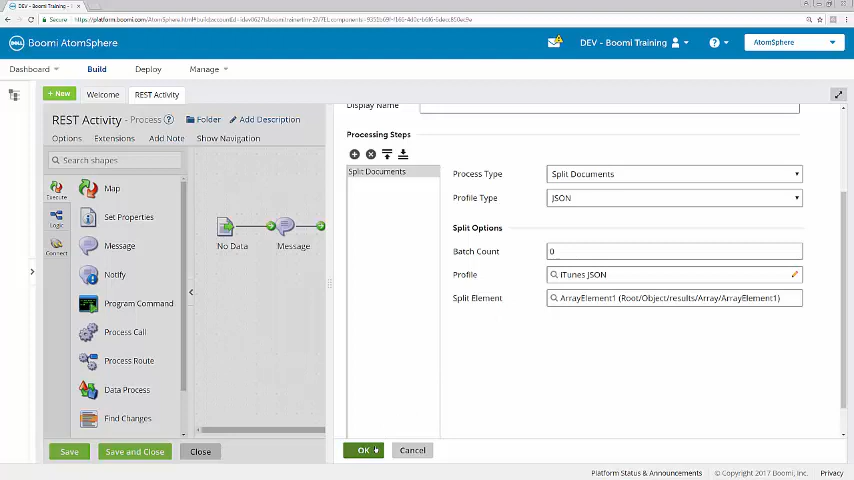 Boomi AtomSphere - T
Secure
https://platform.boomi.com/AtomSphere.html#build;accountId=
DELL Boomi AtomSphere
DEV - Boomi Training
AtomSphere
Dashboard
Build
Deploy
Manage
+ New
Welcome
REST Activity
REST Activity - Process
Folder
Add Description
Options
Extensions
Add Note
Show Navigation
Search shapes
Execute
Logic
Connect
Map
Set Properties
Message
Notify
Program Command
Process Call
Process Route
Data Process
Find Changes
No Data
Message
Display Name
Processing Steps
Split Documents
Process Type
Split Documents
Profile Type
JSON
Split Options
Batch Count
0
Profile
iTunes JSON
Split Element
ArrayElement1 (Root/Object/results/Array/ArrayElement1)
OK
Cancel
Save
Save and Close
Close
Platform Status & Announcements
© Copyright 2017 Boomi, Inc.
Privacy